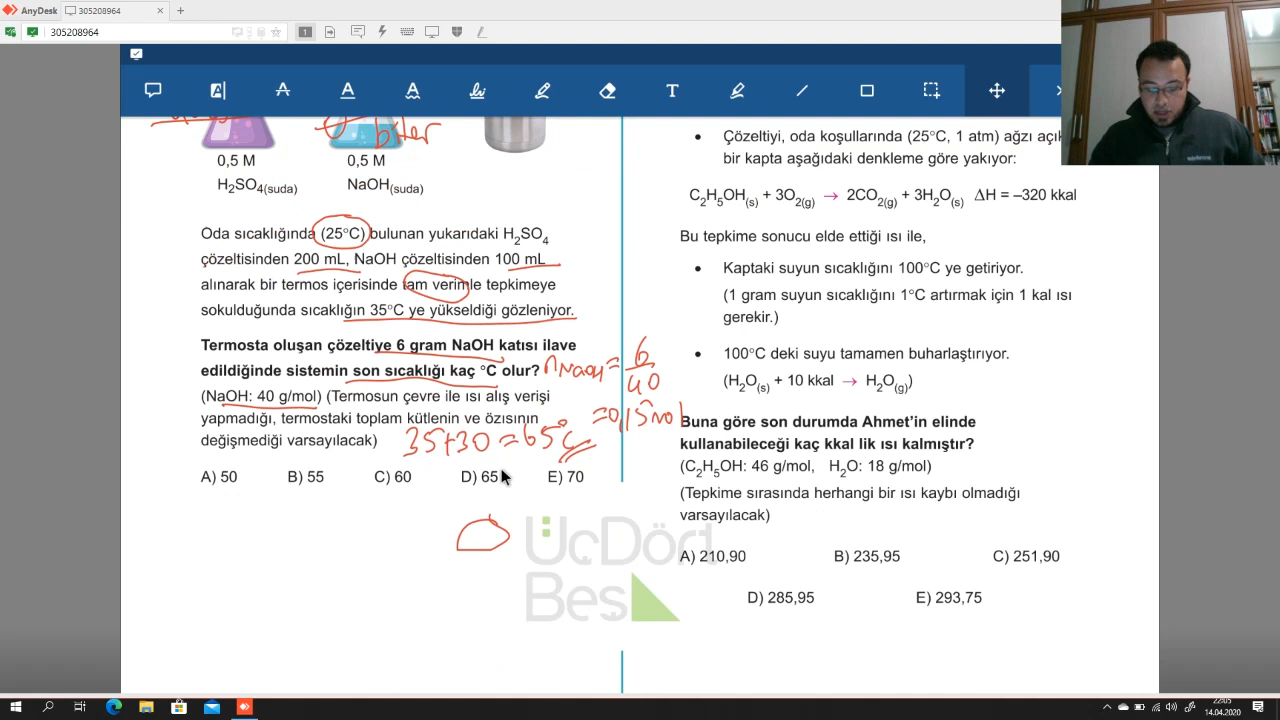 AnyDesk
305208964
305208964
1
T
biter
0,5 M
0,5 M
H2SO4(suda)
NaOH(suda)
Oda sıcaklığında (25°C) bulunan yukarıdaki H2SO4
çözeltisinden 200 mL, NaOH çözeltisinden 100 mL
alınarak bir termos içerisinde tam verimle tepkimeye
sokulduğunda sıcaklığın 35°C ye yükseldiği gözleniyor.
Termosta oluşan çözeltiye 6 gram NaOH katısı ilave
edildiğinde sistemin son sıcaklığı kaç °C olur?
nNaOH = 6/40
= 0,15 mol
(NaOH: 40 g/mol) (Termosun çevre ile ısı alış verişi
yapmadığı, termostaki toplam kütlenin ve özısının
değişmediği varsayılacak)
35+30 = 65°C
A) 50 B) 55 C) 60 D) 65 E) 70
• Çözeltiyi, oda koşullarında (25°C, 1 atm) ağzı açık
bir kapta aşağıdaki denkleme göre yakıyor:
C2H5OH(s) + 3O2(g) → 2CO2(g) + 3H2O(s) ΔH = –320 kkal
Bu tepkime sonucu elde ettiği ısı ile,
• Kaptaki suyun sıcaklığını 100°C ye getiriyor.
(1 gram suyun sıcaklığını 1°C artırmak için 1 kal ısı
gerekir.)
• 100°C deki suyu tamamen buharlaştırıyor.
(H2O(s) + 10 kkal → H2O(g))
Buna göre son durumda Ahmet'in elinde
kullanabileceği kaç kkal lik ısı kalmıştır?
(C2H5OH: 46 g/mol, H2O: 18 g/mol)
(Tepkime sırasında herhangi bir ısı kaybı olmadığı
varsayılacak)
A) 210,90 B) 235,95 C) 251,90
D) 285,95 E) 293,75
ÜçDört
Beş
22:05
14.04.2020